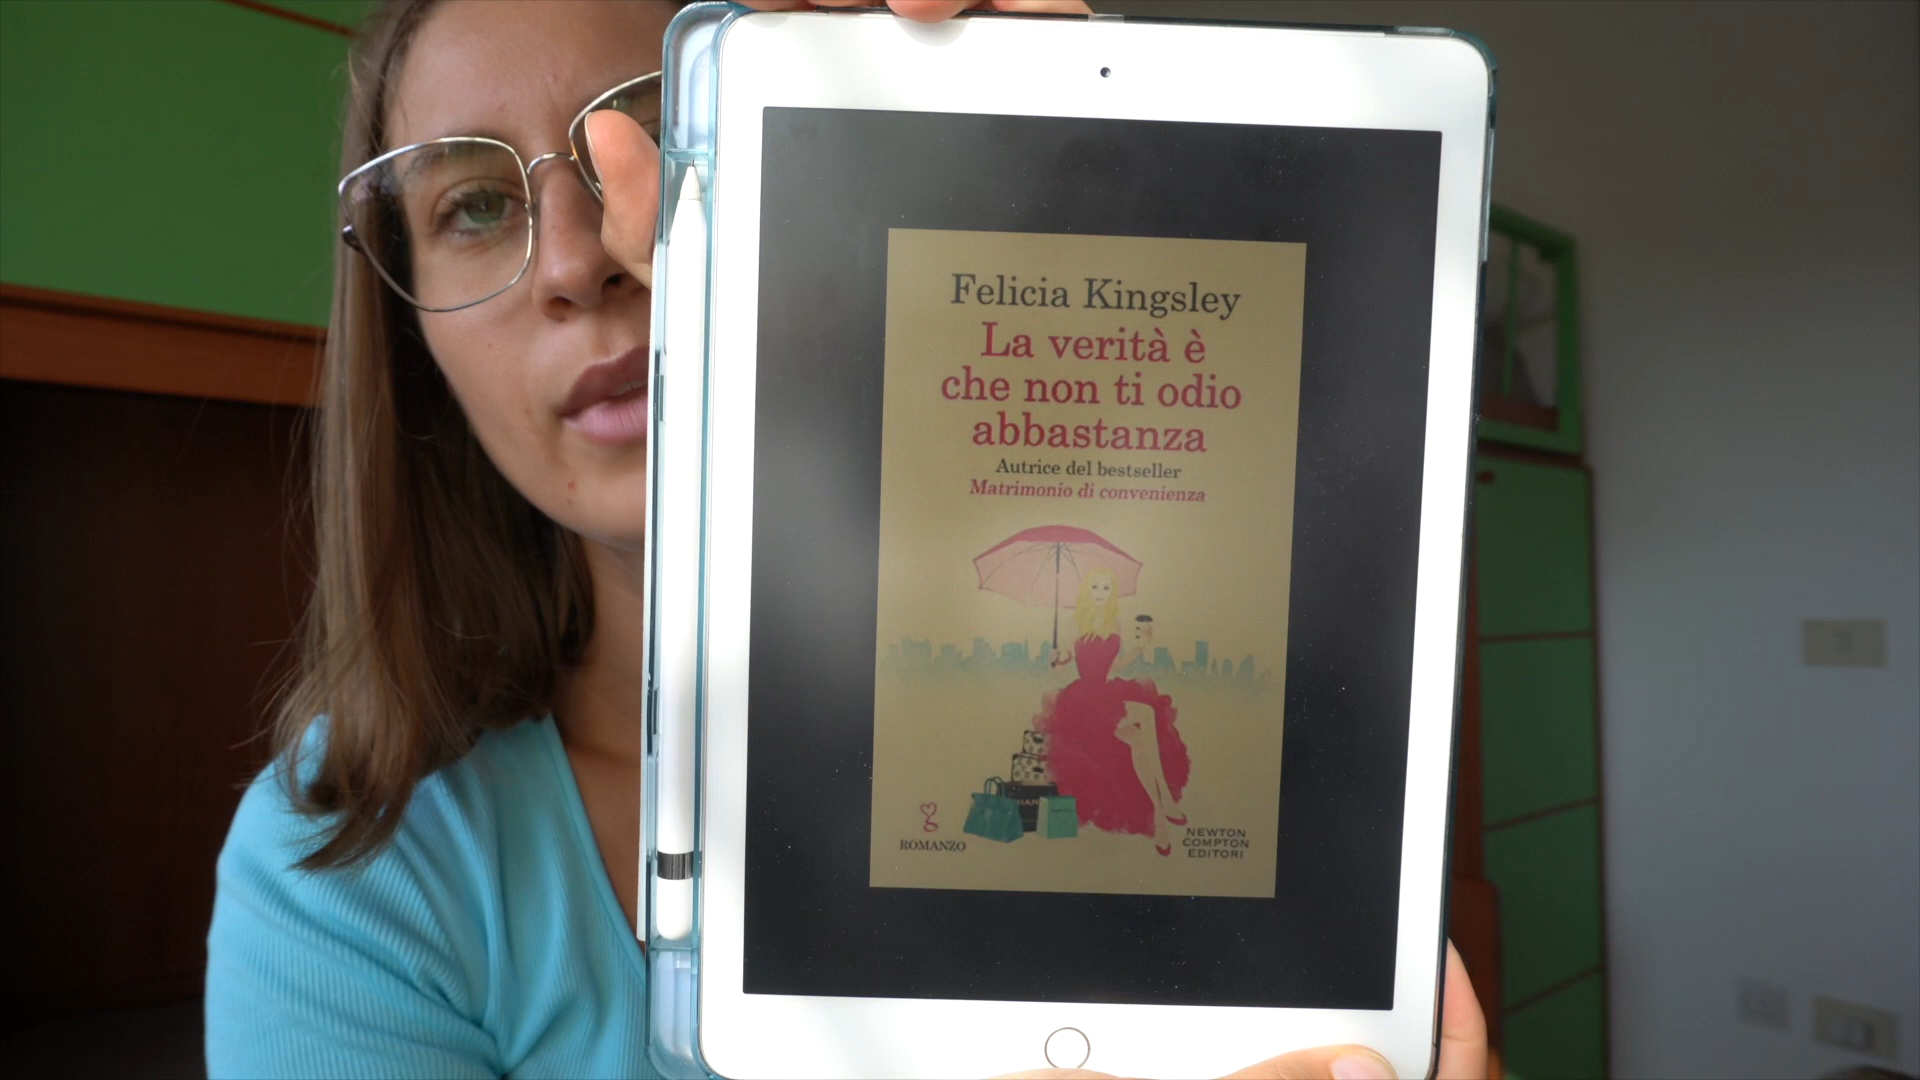 Felicia Kingsley
La verità è
che non ti odio
abbastanza
Autrice del bestseller
Matrimonio di convenienza
HAN
ROMANZO
NEWTON
COMPTON
EDITORI